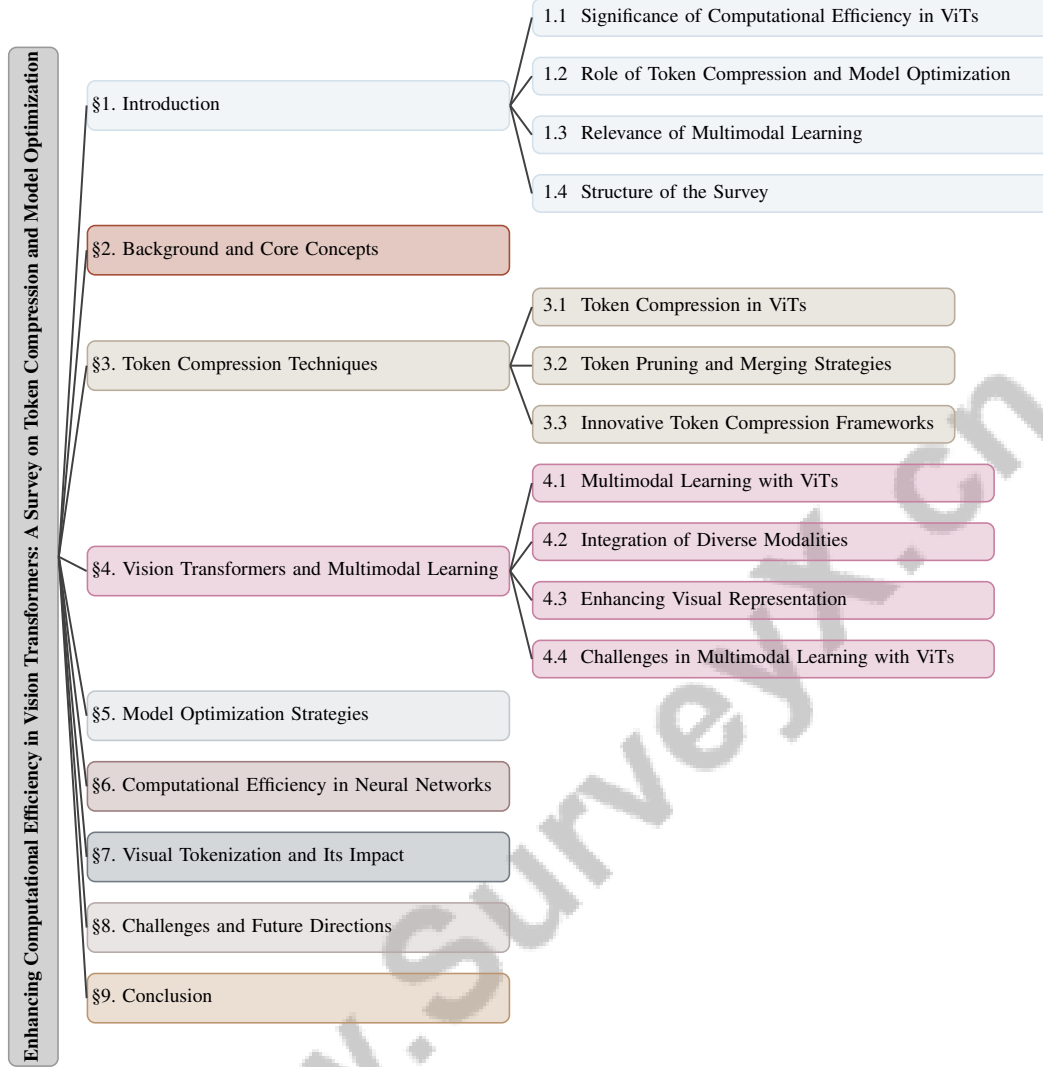 Enhancing Computational Efficiency in Vision Transformers: A Survey on Token Compression and Model Optimization
§1. Introduction
1.1 Significance of Computational Efficiency in ViTs
1.2 Role of Token Compression and Model Optimization
1.3 Relevance of Multimodal Learning
1.4 Structure of the Survey
§2. Background and Core Concepts
§3. Token Compression Techniques
3.1 Token Compression in ViTs
3.2 Token Pruning and Merging Strategies
3.3 Innovative Token Compression Frameworks
§4. Vision Transformers and Multimodal Learning
4.1 Multimodal Learning with ViTs
4.2 Integration of Diverse Modalities
4.3 Enhancing Visual Representation
4.4 Challenges in Multimodal Learning with ViTs
§5. Model Optimization Strategies
§6. Computational Efficiency in Neural Networks
§7. Visual Tokenization and Its Impact
§8. Challenges and Future Directions
§9. Conclusion
w.Surveyx.cn